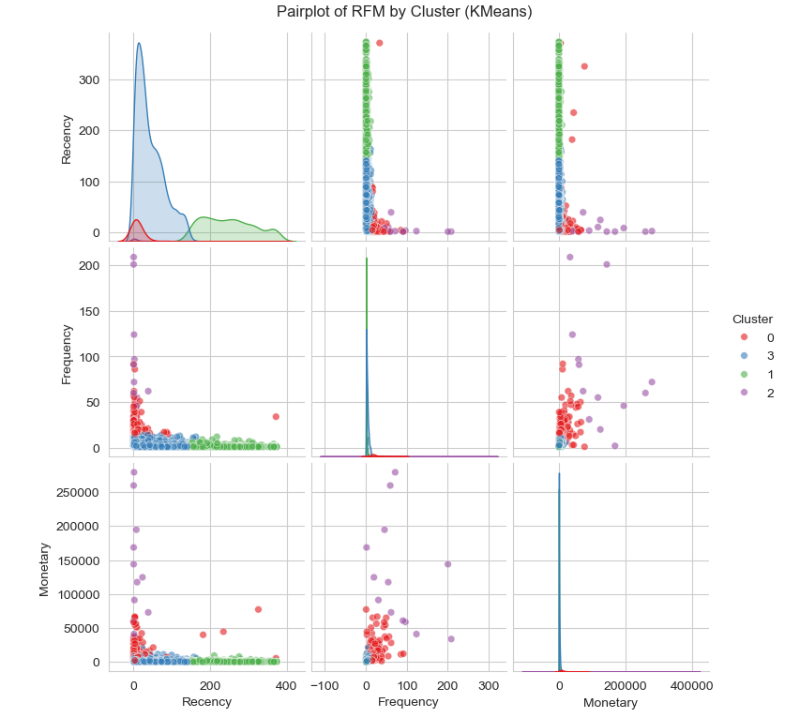 Pairplot of RFM by Cluster (KMeans)
300
200
100
0
Recency
200
150
100
50
0
Frequency
Cluster
0
3
1
2
250000
200000
150000
100000
50000
0
Monetary
0 200 400 −100 0 100 200 300 0 200000 400000
Recency Frequency Monetary